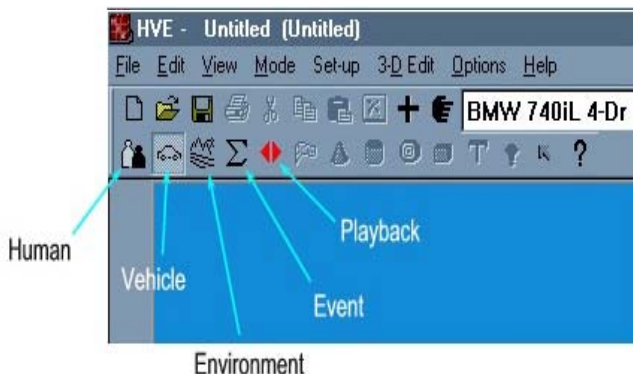 HVE - Untitled (Untitled)
File Edit View Mode Set-up 3-D Edit Options Help
BMW 740iL 4-Dr
Human
Vehicle
Environment
Event
Playback